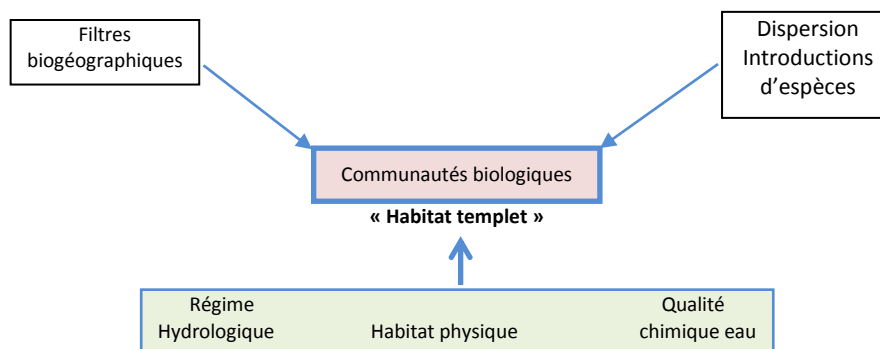 Filtres
biogéographiques
Dispersion
Introductions
d'espèces
Communautés biologiques
« Habitat templet »
Régime
Hydrologique
Habitat physique
Qualité
chimique eau